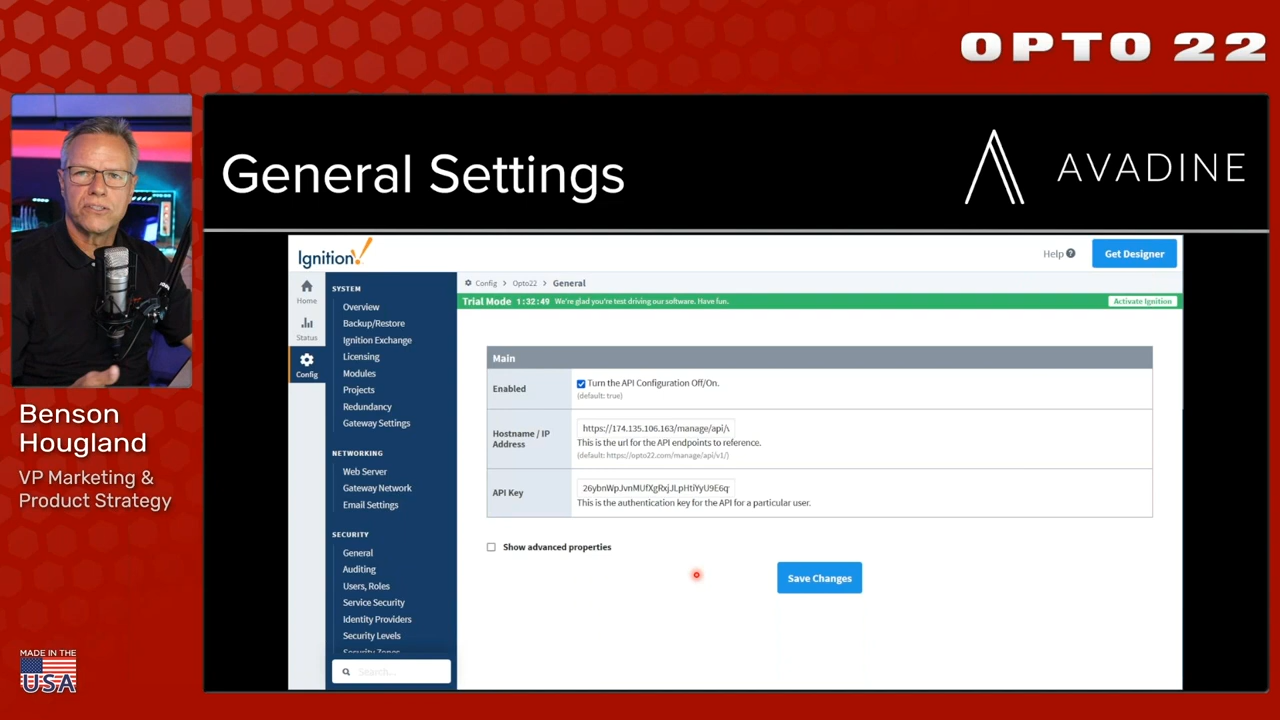 OPTO 22
General Settings
AVADINE
Ignition!
Help ?
Get Designer
Home
Status
Config
SYSTEM
Overview
Backup/Restore
Ignition Exchange
Licensing
Modules
Projects
Redundancy
Gateway Settings
NETWORKING
Web Server
Gateway Network
Email Settings
SECURITY
General
Auditing
Users, Roles
Service Security
Identity Providers
Security Levels
Security Zones
Search...
Config > Opto22 > General
Trial Mode 1:32:49 We're glad you're test driving our software. Have fun.
Activate Ignition
Main
Enabled
Turn the API Configuration Off/On.
(default: true)
Hostname / IP
Address
https://174.135.106.163/manage/api/\
This is the url for the API endpoints to reference.
(default: https://opto22.com/manage/api/v1/)
API Key
26ybnWpJvnMUfXgRxjJLpHtiYyU9E6q
This is the authentication key for the API for a particular user.
Show advanced properties
Save Changes
Benson
Hougland
VP Marketing &
Product Strategy
MADE IN THE
USA